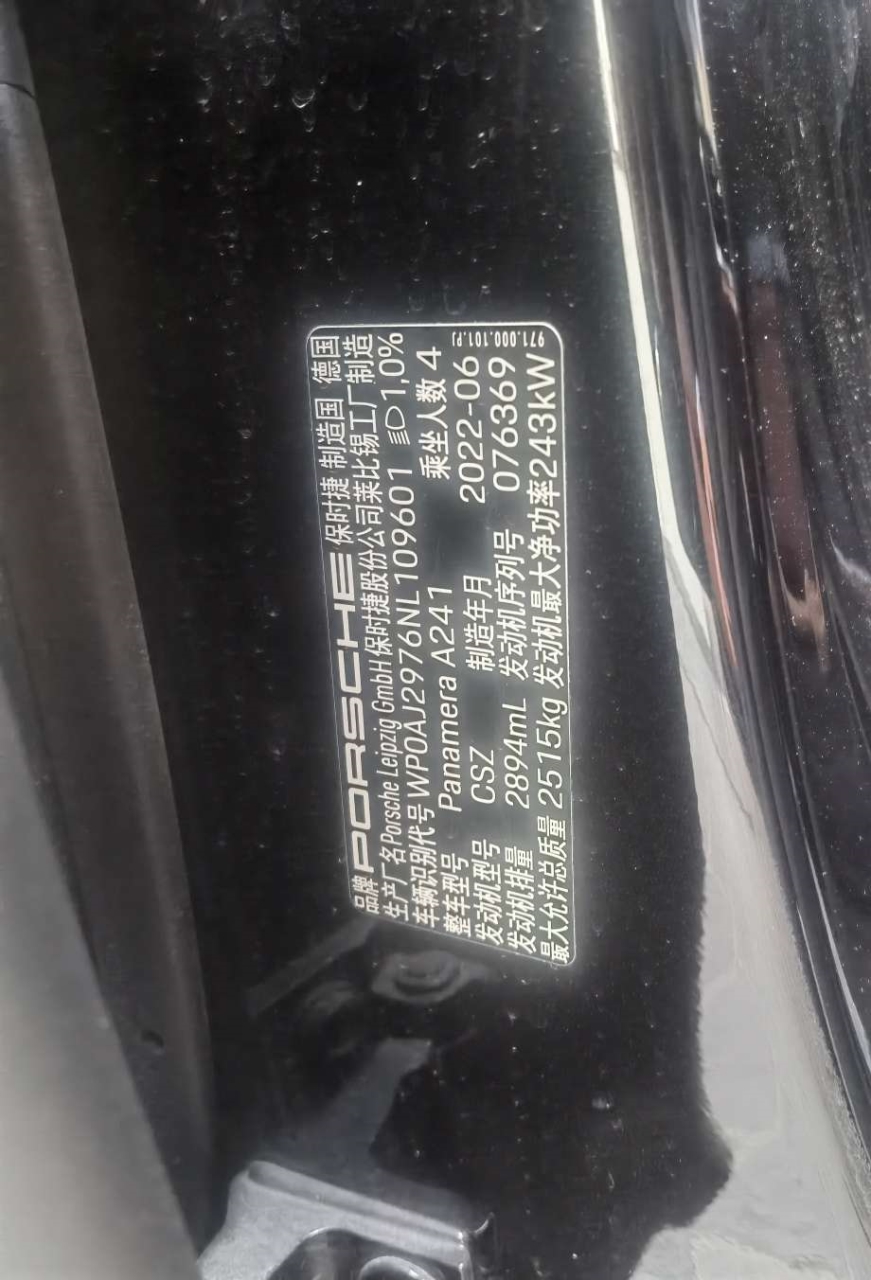 品牌 PORSCHE 保时捷 制造国 德国
生产厂名 Porsche Leipzig GmbH 保时捷股份公司莱比锡工厂制造
车辆识别代号 WP0AJ2976NL109601 1,0%
整车型号 Panamera A241 乘坐人数 4
发动机型号 CSZ 制造年月 2022-06
发动机排量 2894mL 发动机序列号 076369
最大允许总质量 2515kg 发动机最大净功率 243kW
971.000.101.PJ